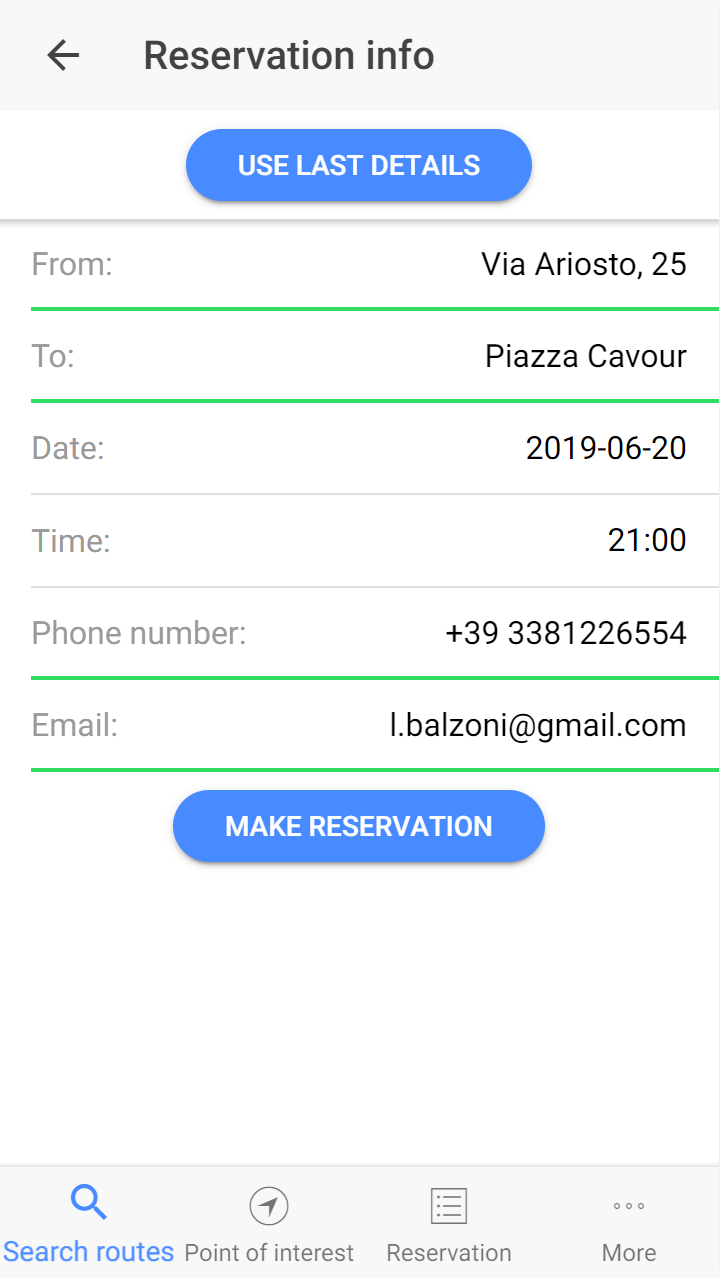 Reservation info
USE LAST DETAILS
From: Via Ariosto, 25
To: Piazza Cavour
Date: 2019-06-20
Time: 21:00
Phone number: +39 3381226554
Email: l.balzoni@gmail.com
MAKE RESERVATION
Search routes Point of interest Reservation More